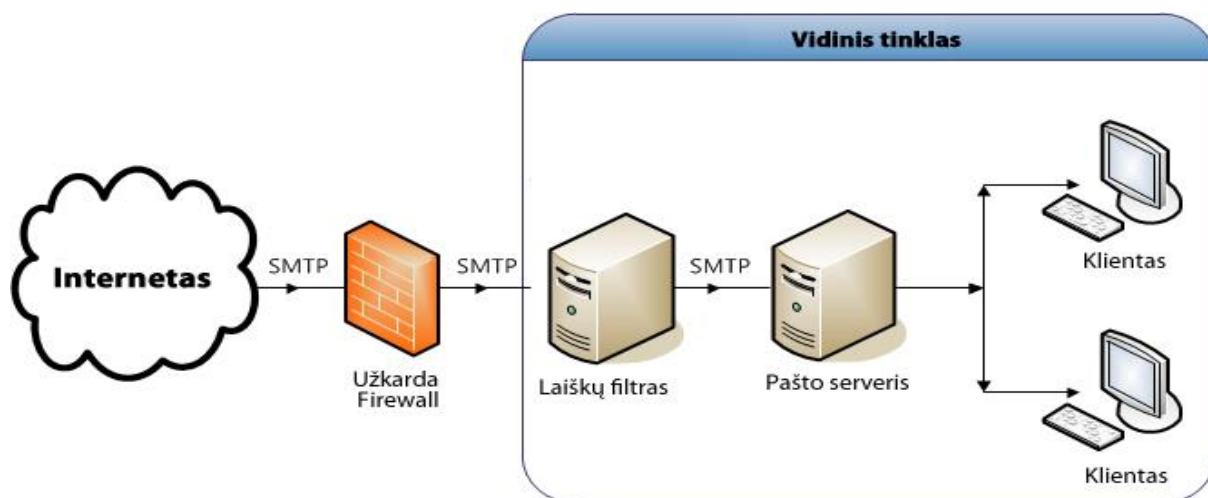 Vidinis tinklas
Internetas
SMTP
Užkarda
Firewall
SMTP
Laiškų filtras
SMTP
Pašto serveris
Klientas
Klientas